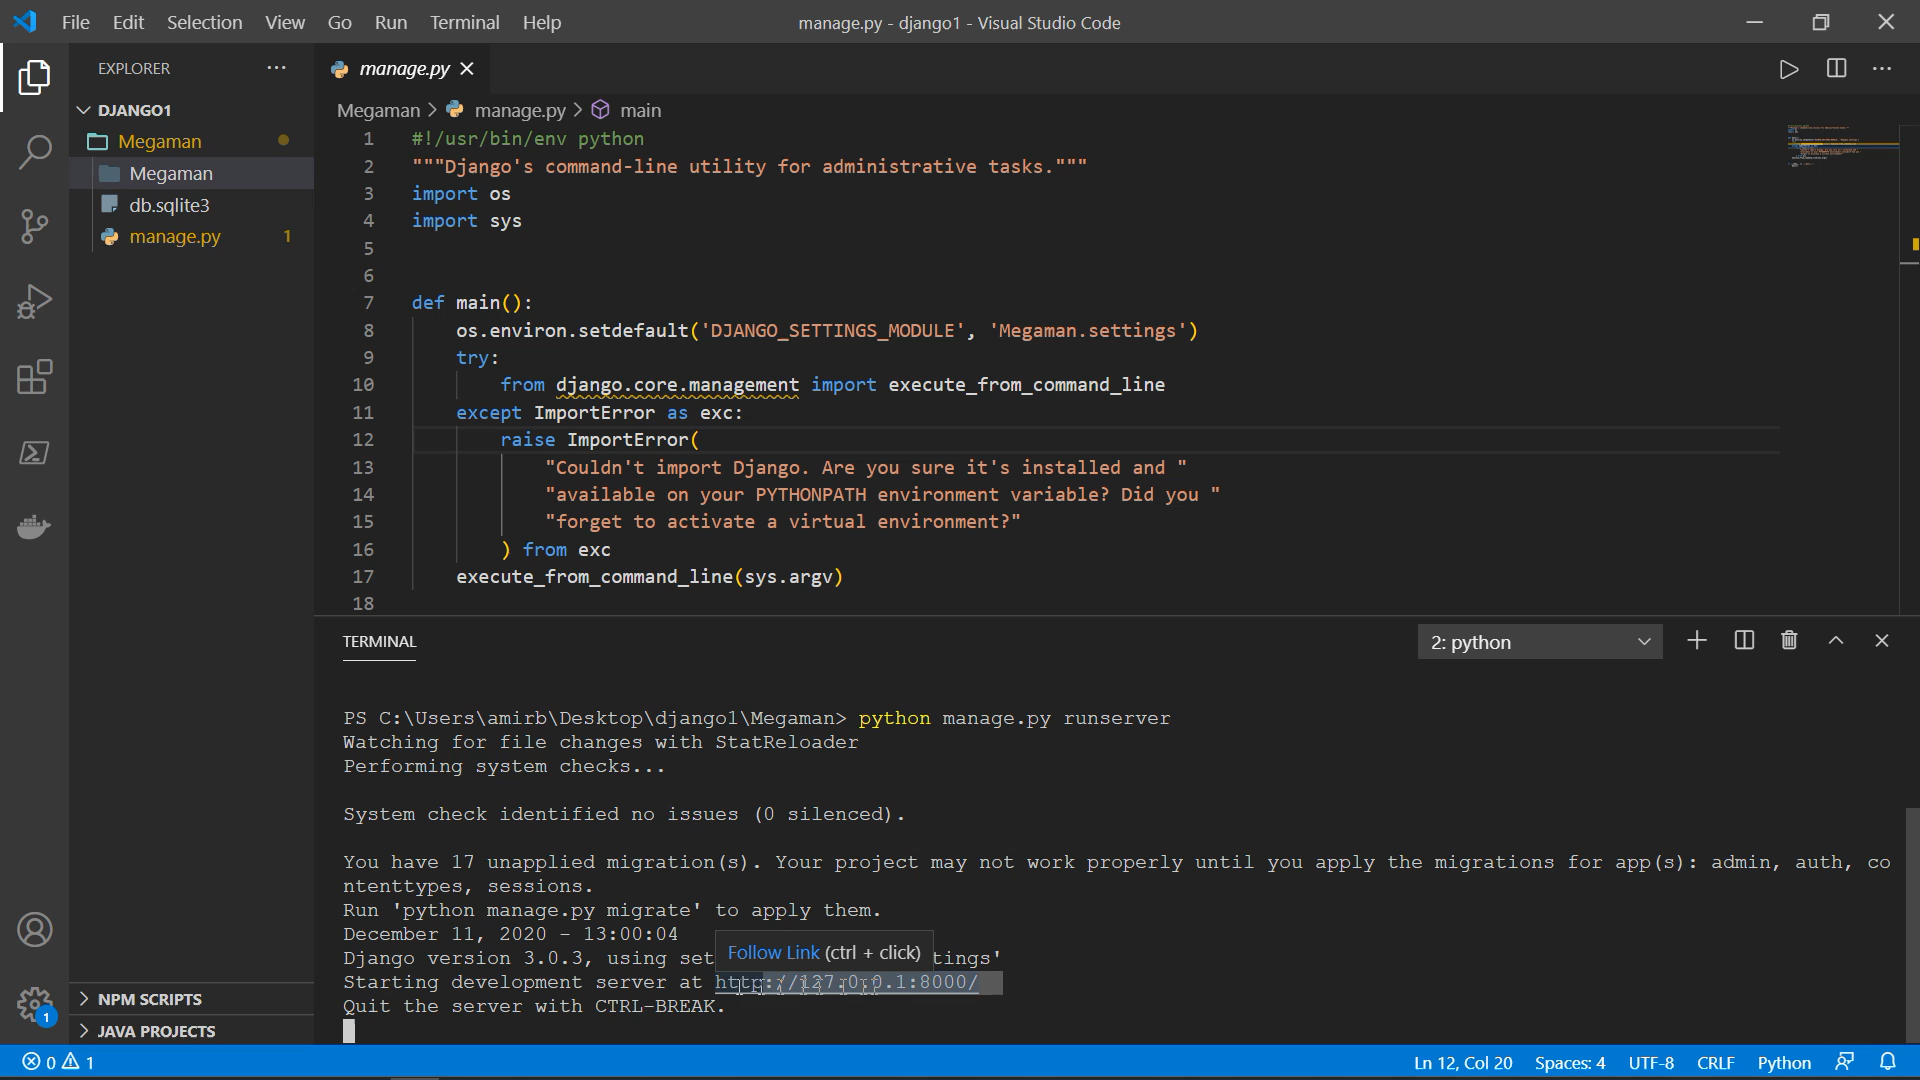 File Edit Selection View Go Run Terminal Help
manage.py - django1 - Visual Studio Code
EXPLORER
DJANGO1
Megaman
Megaman
db.sqlite3
manage.py 1
NPM SCRIPTS
JAVA PROJECTS
1
manage.py
Megaman > manage.py > main
1 #!/usr/bin/env python
2 """Django's command-line utility for administrative tasks."""
3 import os
4 import sys
5
6
7 def main():
8 os.environ.setdefault('DJANGO_SETTINGS_MODULE', 'Megaman.settings')
9 try:
10 from django.core.management import execute_from_command_line
11 except ImportError as exc:
12 raise ImportError(
13 "Couldn't import Django. Are you sure it's installed and "
14 "available on your PYTHONPATH environment variable? Did you "
15 "forget to activate a virtual environment?"
16 ) from exc
17 execute_from_command_line(sys.argv)
18
TERMINAL
2: python
PS C:\Users\amirb\Desktop\django1\Megaman> python manage.py runserver
Watching for file changes with StatReloader
Performing system checks...
System check identified no issues (0 silenced).
You have 17 unapplied migration(s). Your project may not work properly until you apply the migrations for app(s): admin, auth, co
ntenttypes, sessions.
Run 'python manage.py migrate' to apply them.
December 11, 2020 - 13:00:04
Follow Link (ctrl + click)
Django version 3.0.3, using set tings'
Starting development server at http://127.0.0.1:8000/
Quit the server with CTRL-BREAK.
0 1
Ln 12, Col 20 Spaces: 4 UTF-8 CRLF Python